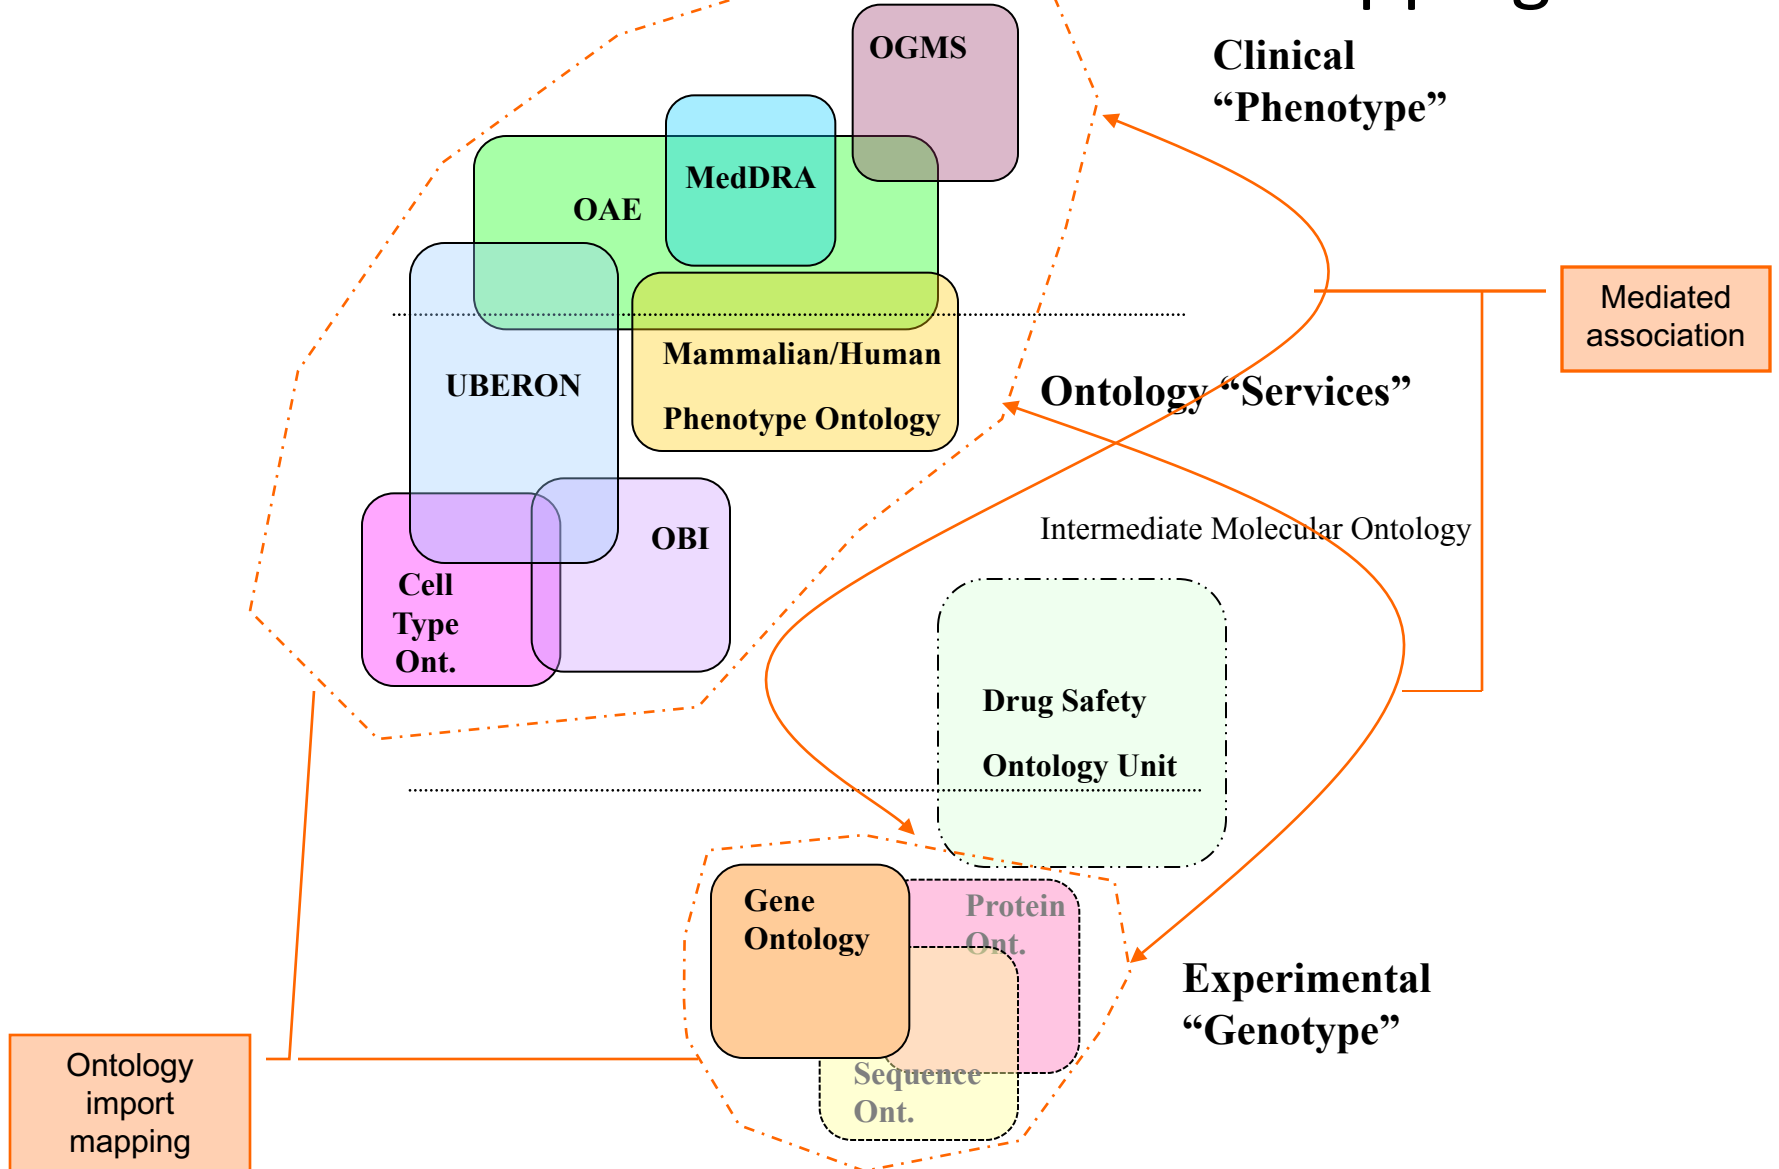 OGMS
Clinical
“Phenotype”
MedDRA
OAE
Mediated
association
Mammalian/Human
Phenotype Ontology
UBERON
Ontology “Services”
Intermediate Molecular Ontology
OBI
Cell
Type
Ont.
Drug Safety
Ontology Unit
Gene
Ontology
Protein
Ont.
Experimental
“Genotype”
Sequence
Ont.
Ontology
import
mapping